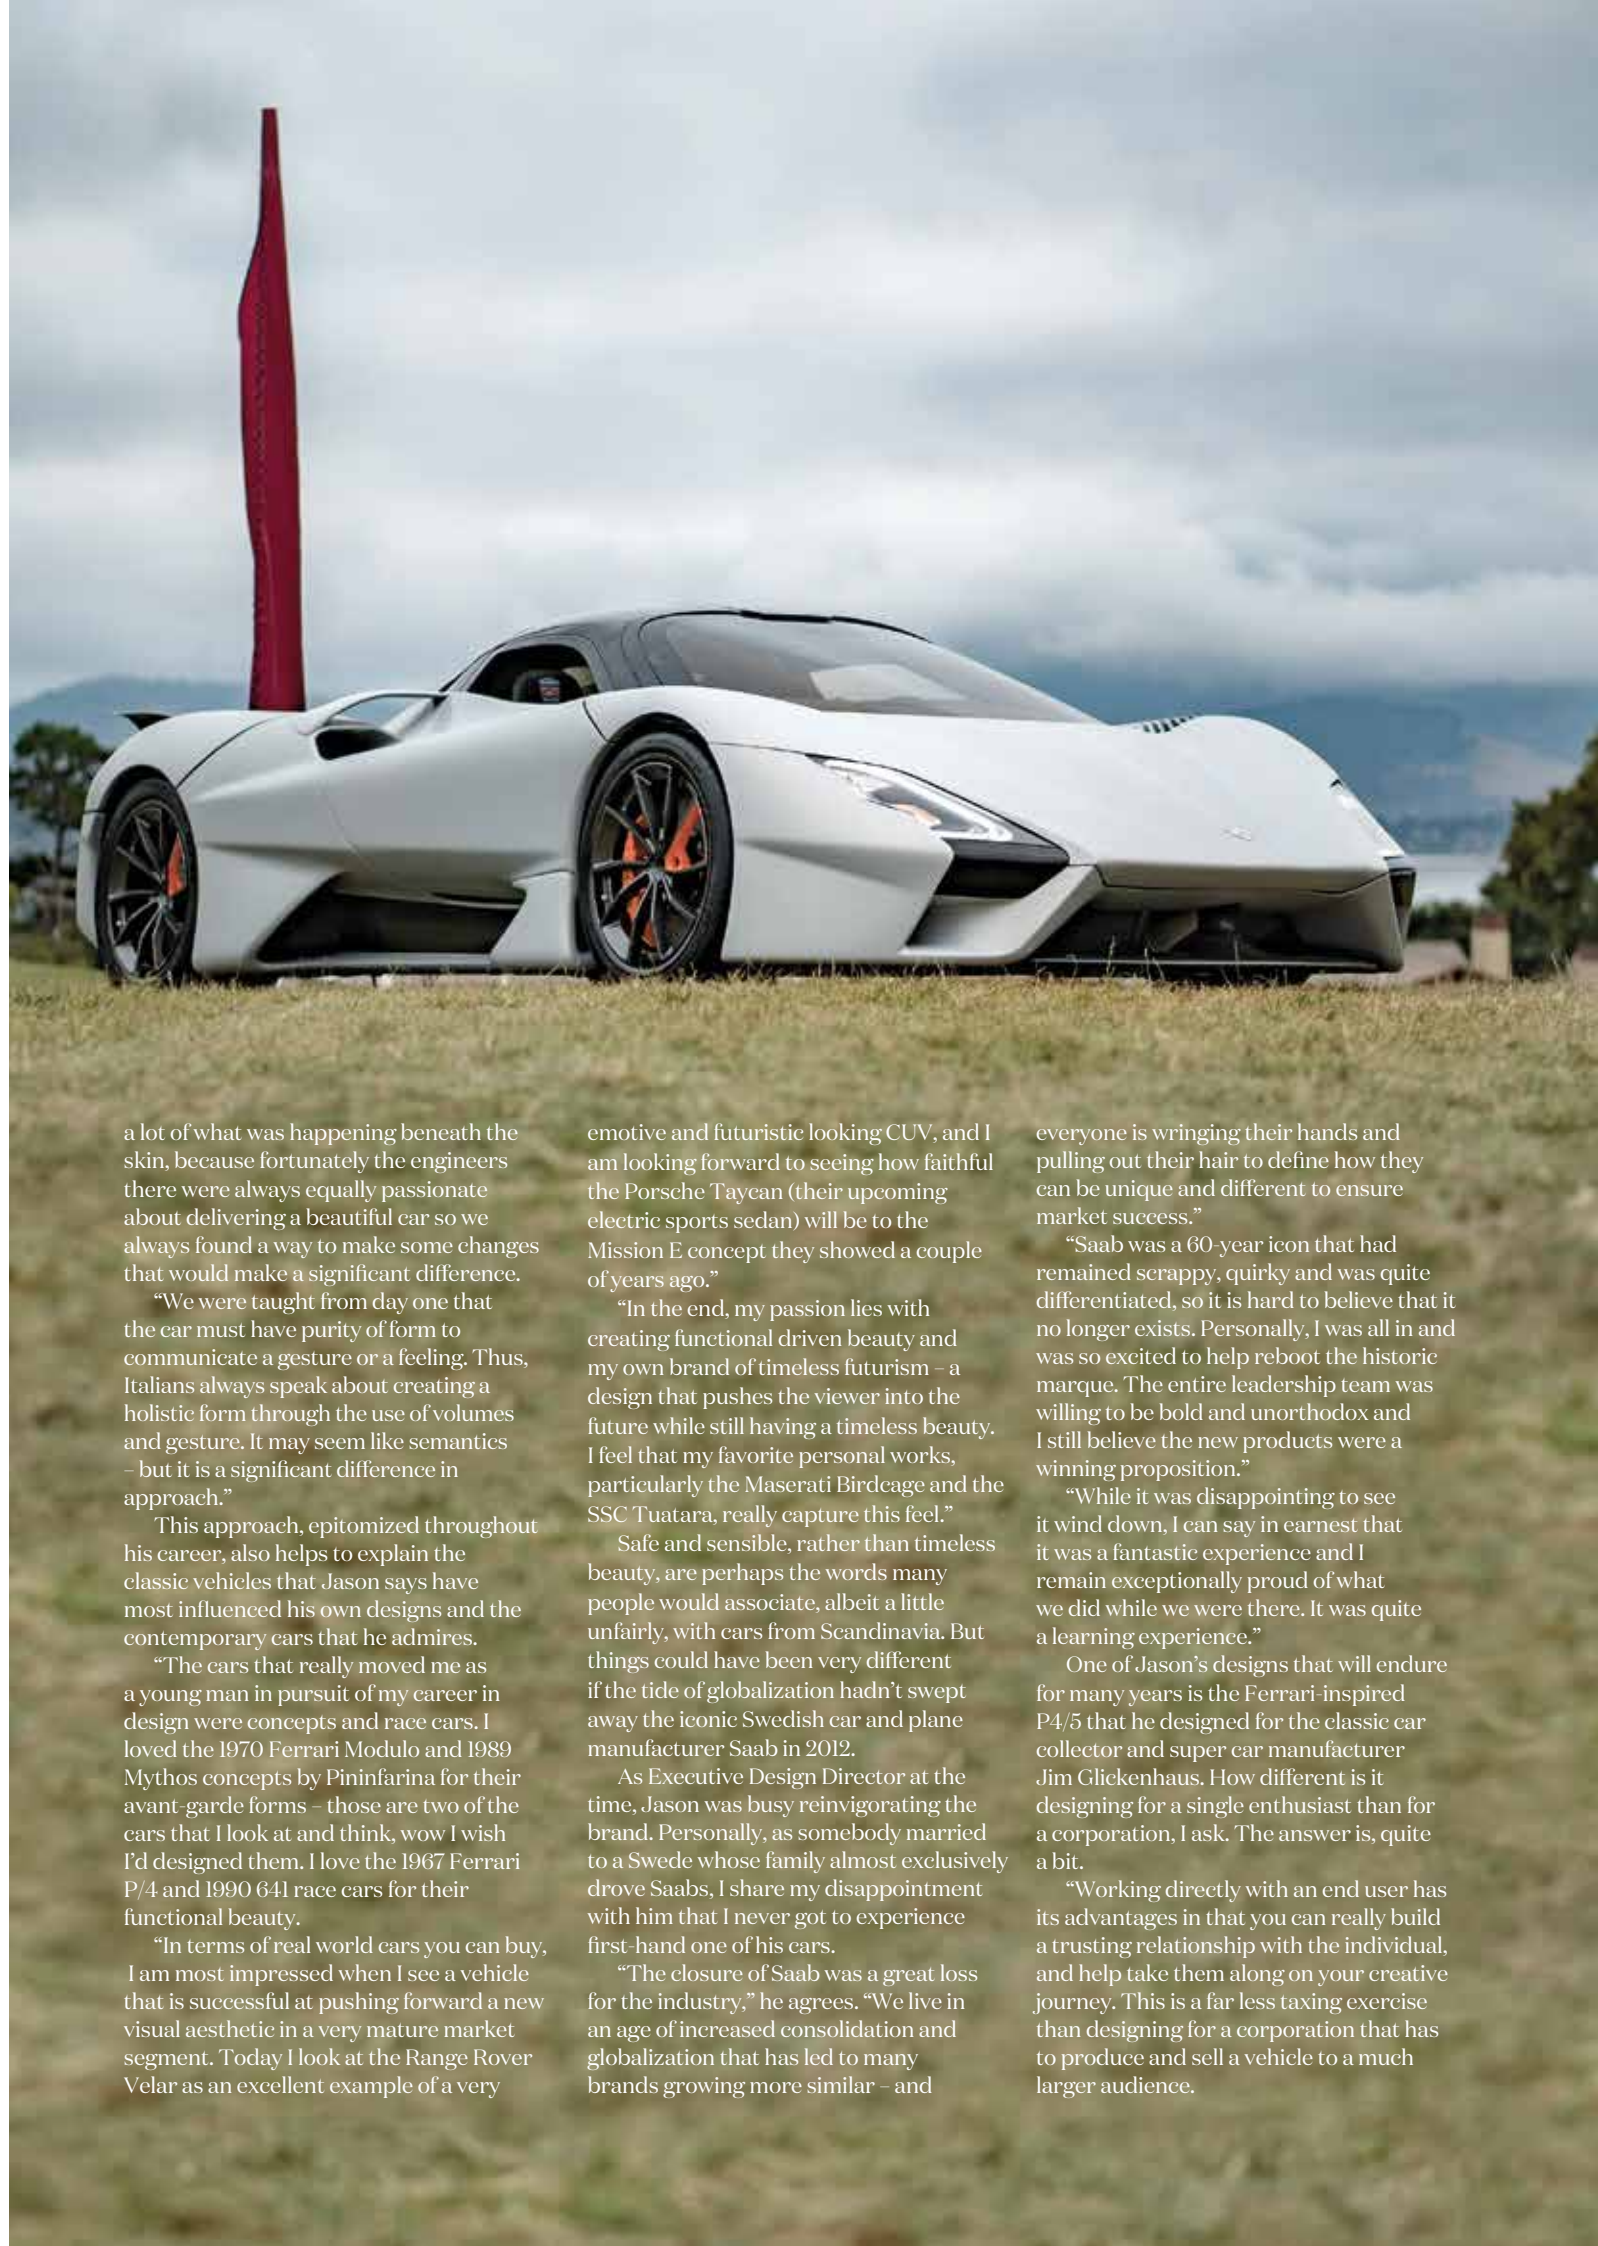 a lot of what was happening beneath the
skin, because fortunately the engineers
there were always equally passionate
about delivering a beautiful car so we
always found a way to make some changes
that would make a significant difference.
“We were taught from day one that
the car must have purity of form to
communicate a gesture or a feeling. Thus,
Italians always speak about creating a
holistic form through the use of volumes
and gesture. It may seem like semantics
– but it is a significant difference in
approach.”
This approach, epitomized throughout
his career, also helps to explain the
classic vehicles that Jason says have
most influenced his own designs and the
contemporary cars that he admires.
“The cars that really moved me as
a young man in pursuit of my career in
design were concepts and race cars. I
loved the 1970 Ferrari Modulo and 1989
Mythos concepts by Pininfarina for their
avant-garde forms – those are two of the
cars that I look at and think, wow I wish
I’d designed them. I love the 1967 Ferrari
P/4 and 1990 641 race cars for their
functional beauty.
“In terms of real world cars you can buy,
I am most impressed when I see a vehicle
that is successful at pushing forward a new
visual aesthetic in a very mature market
segment. Today I look at the Range Rover
Velar as an excellent example of a very
emotive and futuristic looking CUV, and I
am looking forward to seeing how faithful
the Porsche Taycan (their upcoming
electric sports sedan) will be to the
Mission E concept they showed a couple
of years ago.”
“In the end, my passion lies with
creating functional driven beauty and
my own brand of timeless futurism – a
design that pushes the viewer into the
future while still having a timeless beauty.
I feel that my favorite personal works,
particularly the Maserati Birdcage and the
SSC Tuatara, really capture this feel.”
Safe and sensible, rather than timeless
beauty, are perhaps the words many
people would associate, albeit a little
unfairly, with cars from Scandinavia. But
things could have been very different
if the tide of globalization hadn’t swept
away the iconic Swedish car and plane
manufacturer Saab in 2012.
As Executive Design Director at the
time, Jason was busy reinvigorating the
brand. Personally, as somebody married
to a Swede whose family almost exclusively
drove Saabs, I share my disappointment
with him that I never got to experience
first-hand one of his cars.
“The closure of Saab was a great loss
for the industry,” he agrees. “We live in
an age of increased consolidation and
globalization that has led to many
brands growing more similar – and
everyone is wringing their hands and
pulling out their hair to define how they
can be unique and different to ensure
market success.”
“Saab was a 60-year icon that had
remained scrappy, quirky and was quite
differentiated, so it is hard to believe that it
no longer exists. Personally, I was all in and
was so excited to help reboot the historic
marque. The entire leadership team was
willing to be bold and unorthodox and
I still believe the new products were a
winning proposition.”
“While it was disappointing to see
it wind down, I can say in earnest that
it was a fantastic experience and I
remain exceptionally proud of what
we did while we were there. It was quite
a learning experience.”
One of Jason’s designs that will endure
for many years is the Ferrari-inspired
P4/5 that he designed for the classic car
collector and super car manufacturer
Jim Glickenhaus. How different is it
designing for a single enthusiast than for
a corporation, I ask. The answer is, quite
a bit.
“Working directly with an end user has
its advantages in that you can really build
a trusting relationship with the individual,
and help take them along on your creative
journey. This is a far less taxing exercise
than designing for a corporation that has
to produce and sell a vehicle to a much
larger audience.